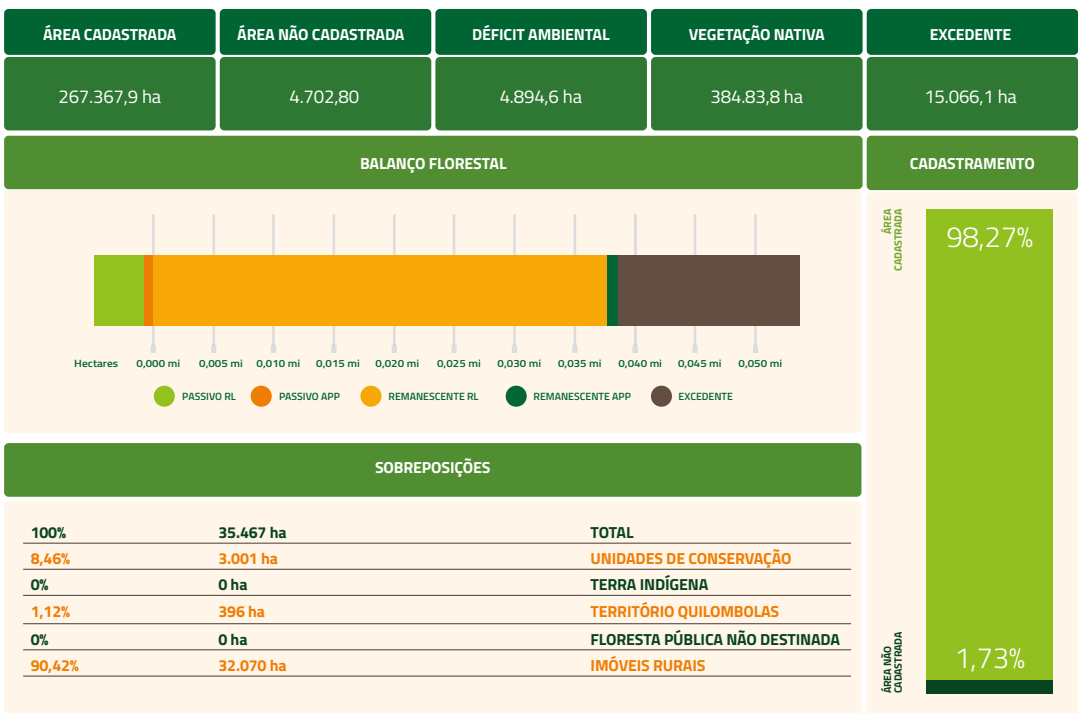 ÁREA CADASTRADA
ÁREA NÃO CADASTRADA
DÉFICIT AMBIENTAL
VEGETAÇÃO NATIVA
EXCEDENTE
267.367,9 ha
4.702,80
4.894,6 ha
384.83,8 ha
15.066,1 ha
BALANÇO FLORESTAL
CADASTRAMENTO
Hectares 0,000 mi 0,005 mi 0,010 mi 0,015 mi 0,020 mi 0,025 mi 0,030 mi 0,035 mi 0,040 mi 0,045 mi 0,050 mi
PASSIVO RL PASSIVO APP REMANESCENTE RL REMANESCENTE APP EXCEDENTE
ÁREA
CADASTRADA
98,27%
1,73%
ÁREA NÃO
CADASTRADA
SOBREPOSIÇÕES
100% 35.467 ha TOTAL
8,46% 3.001 ha UNIDADES DE CONSERVAÇÃO
0% 0 ha TERRA INDÍGENA
1,12% 396 ha TERRITÓRIO QUILOMBOLAS
0% 0 ha FLORESTA PÚBLICA NÃO DESTINADA
90,42% 32.070 ha IMÓVEIS RURAIS